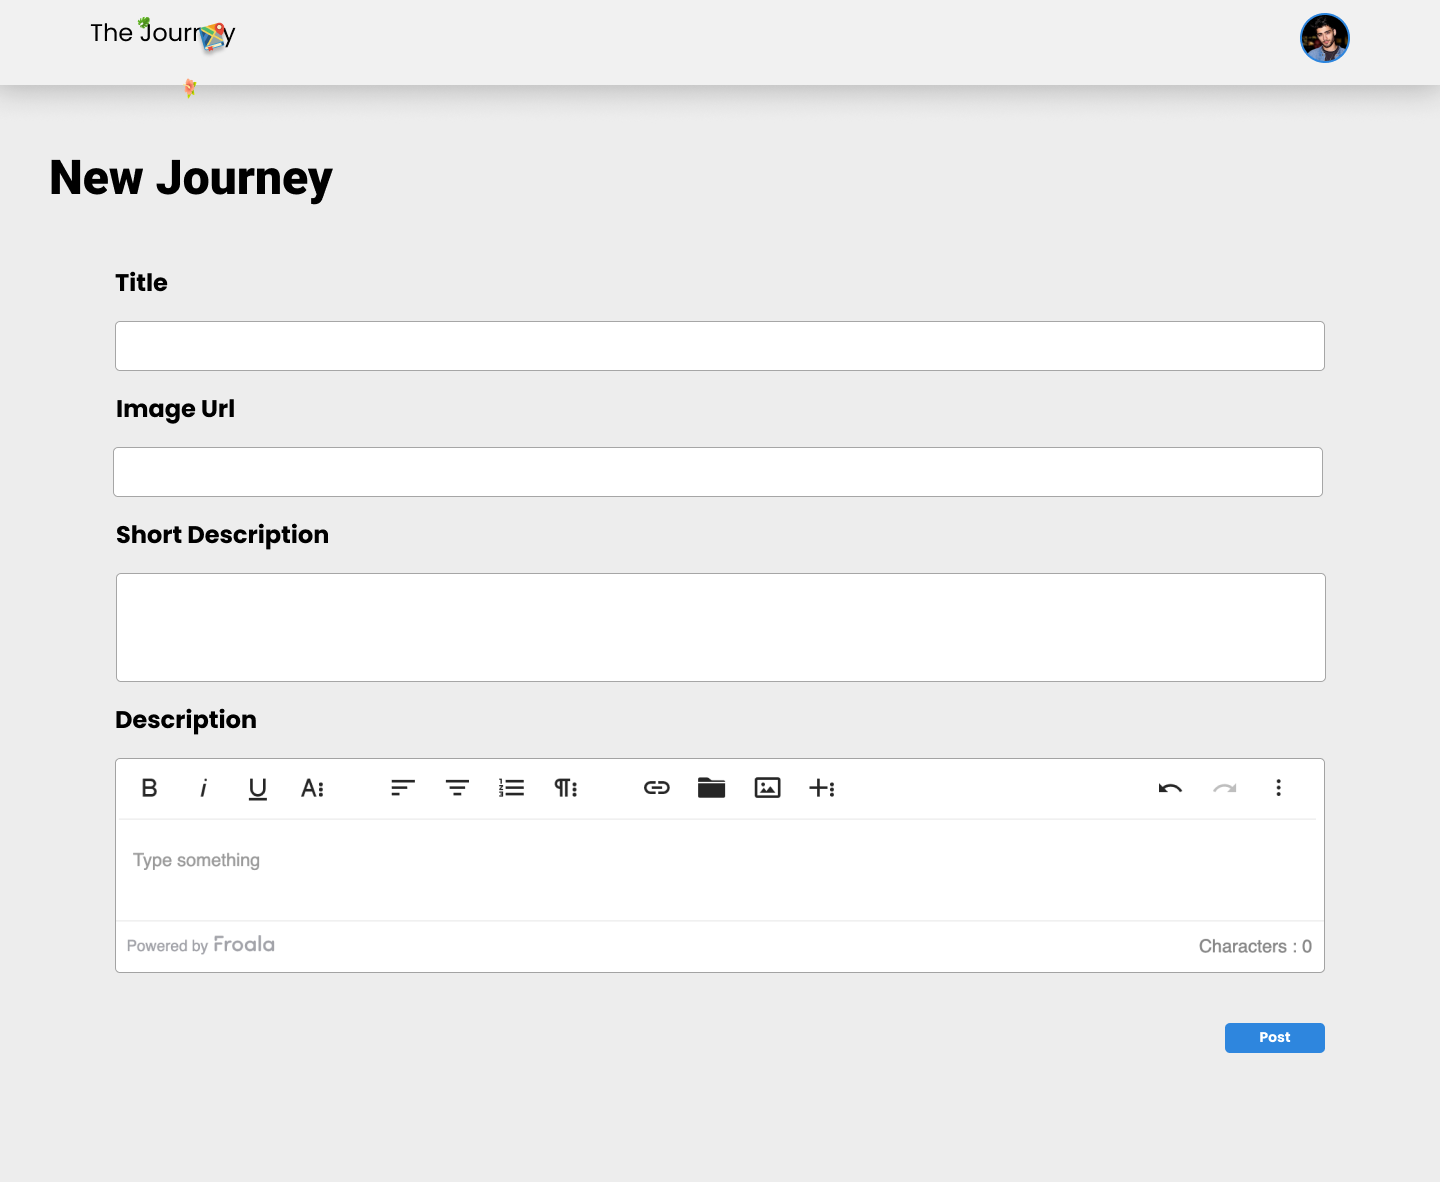 The Journey
New Journey
Title
Image Url
Short Description
Description
B i U A
Type something
Powered by Froala
Characters : 0
Post